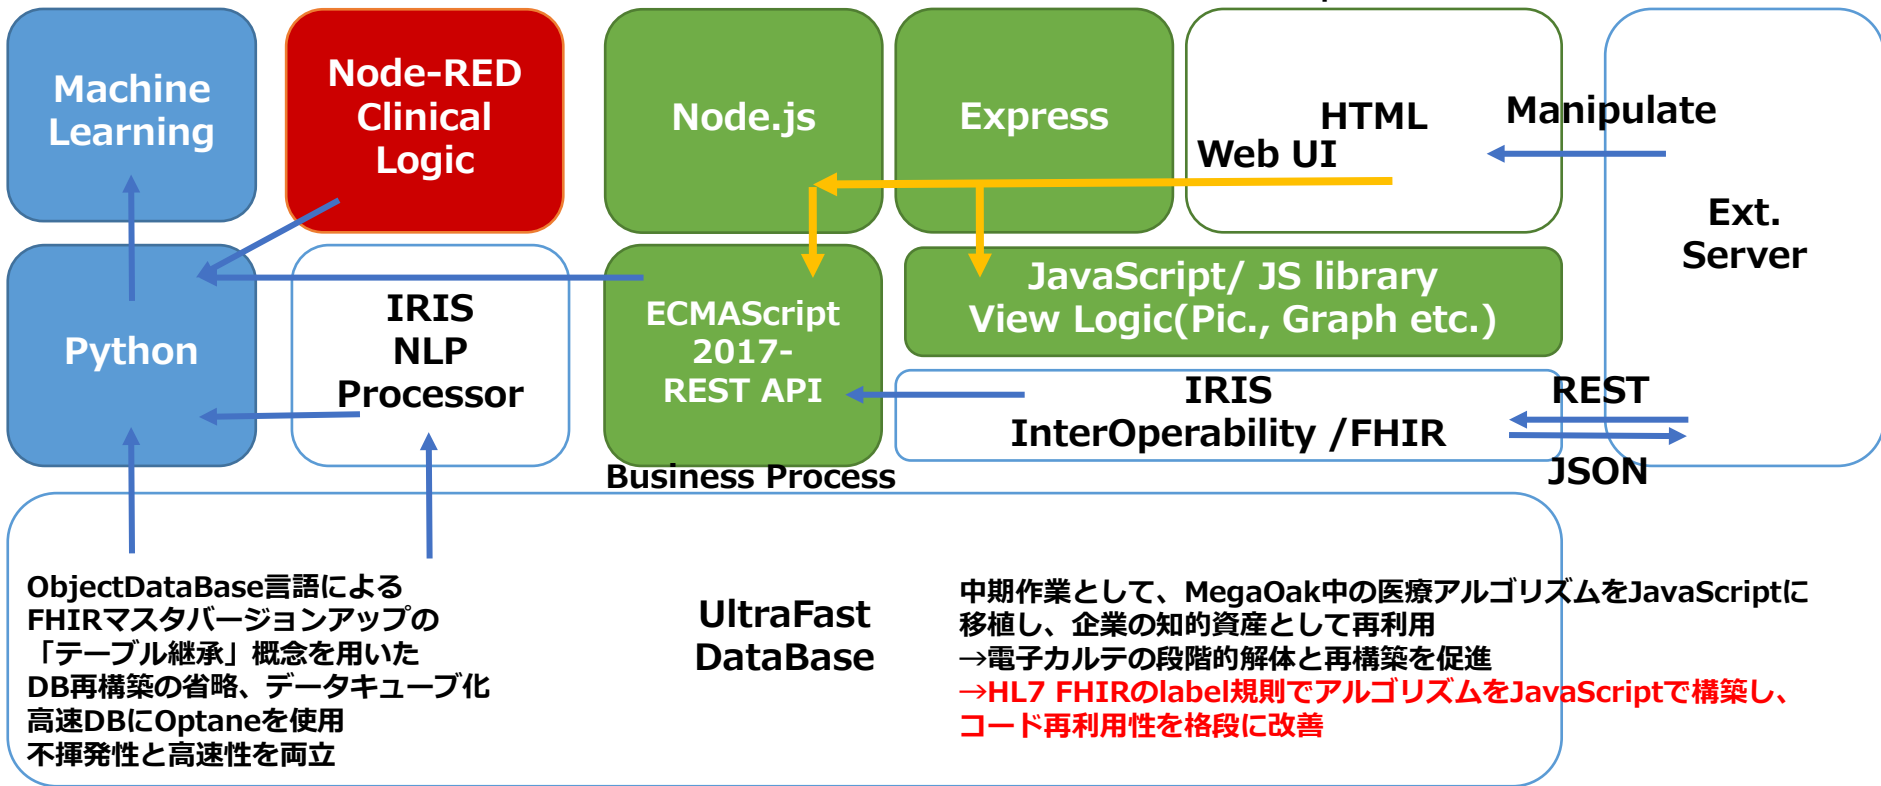 Machine
Learning
Node-RED
Clinical
Logic
Node.js
Express
HTML
Web UI
Manipulate
Ext.
Server
Python
IRIS
NLP
Processor
ECMAScript
2017-
REST API
JavaScript/ JS library
View Logic(Pic., Graph etc.)
IRIS
InterOperability /FHIR
REST
JSON
Business Process
ObjectDataBase言語による
FHIRマスタバージョンアップの
「テーブル継承」概念を用いた
DB再構築の省略、データキューブ化
高速DBにOptaneを使用
不揮発性と高速性を両立
UltraFast
DataBase
中期作業として、MegaOak中の医療アルゴリズムをJavaScriptに
移植し、企業の知的資産として再利用
→電子カルテの段階的解体と再構築を促進
→HL7 FHIRのlabel規則でアルゴリズムをJavaScriptで構築し、
コード再利用性を格段に改善